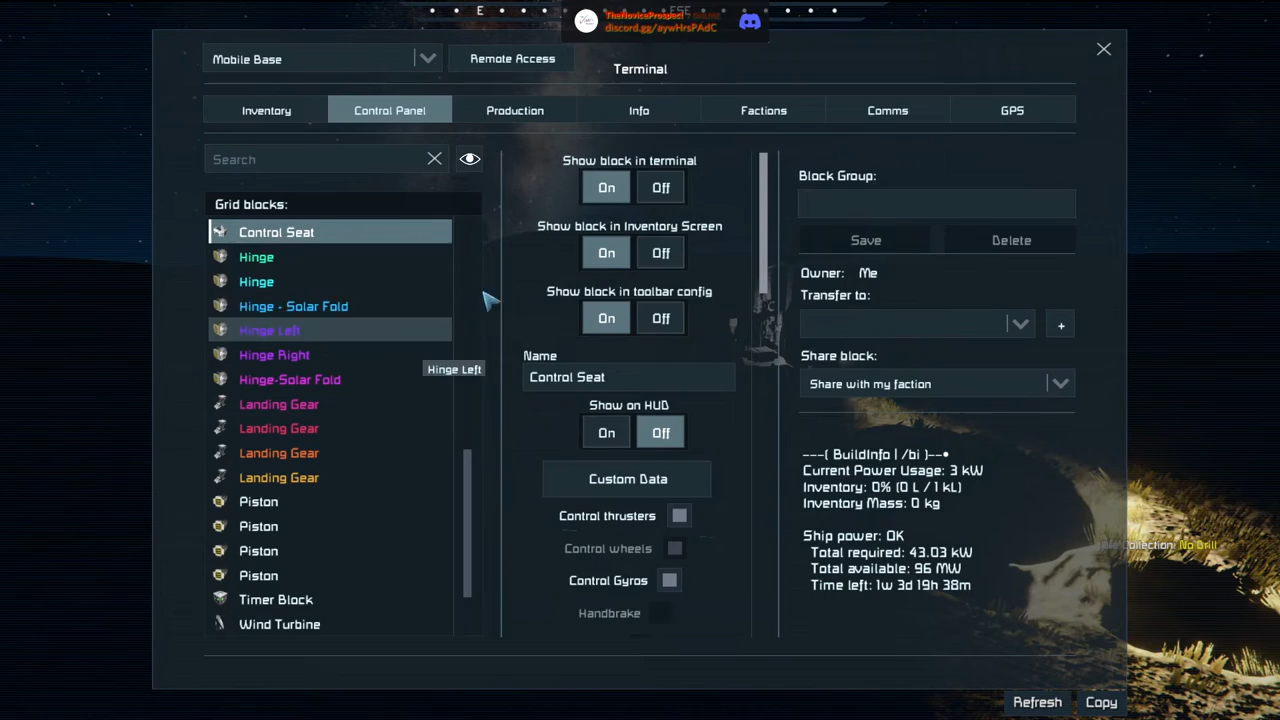 E
ESE
TheNoviceProspect
discord.gg/aywHrsPAdC
Mobile Base
Remote Access
Terminal
Inventory
Control Panel
Production
Info
Factions
Comms
GPS
Search
Grid blocks:
Control Seat
Hinge
Hinge
Hinge - Solar Fold
Hinge Left
Hinge Right
Hinge Left
Hinge-Solar Fold
Landing Gear
Landing Gear
Landing Gear
Landing Gear
Piston
Piston
Piston
Piston
Timer Block
Wind Turbine
Show block in terminal
On Off
Show block in Inventory Screen
On Off
Show block in toolbar config
On Off
Name
Control Seat
Show on HUD
On Off
Custom Data
Control thrusters
Control wheels
Control Gyros
Handbrake
Block Group:
Save
Delete
Owner: Me
Transfer to:
+
Share block:
Share with my faction
---( BuildInfo | /bi )--•
Current Power Usage: 3 kW
Inventory: 0% (0 L / 1 kL)
Inventory Mass: 0 kg
Ship power: OK
Total required: 43.03 kW
Total available: 96 MW
Time left: 1w 3d 19h 38m
Collection: No Drill
Refresh
Copy